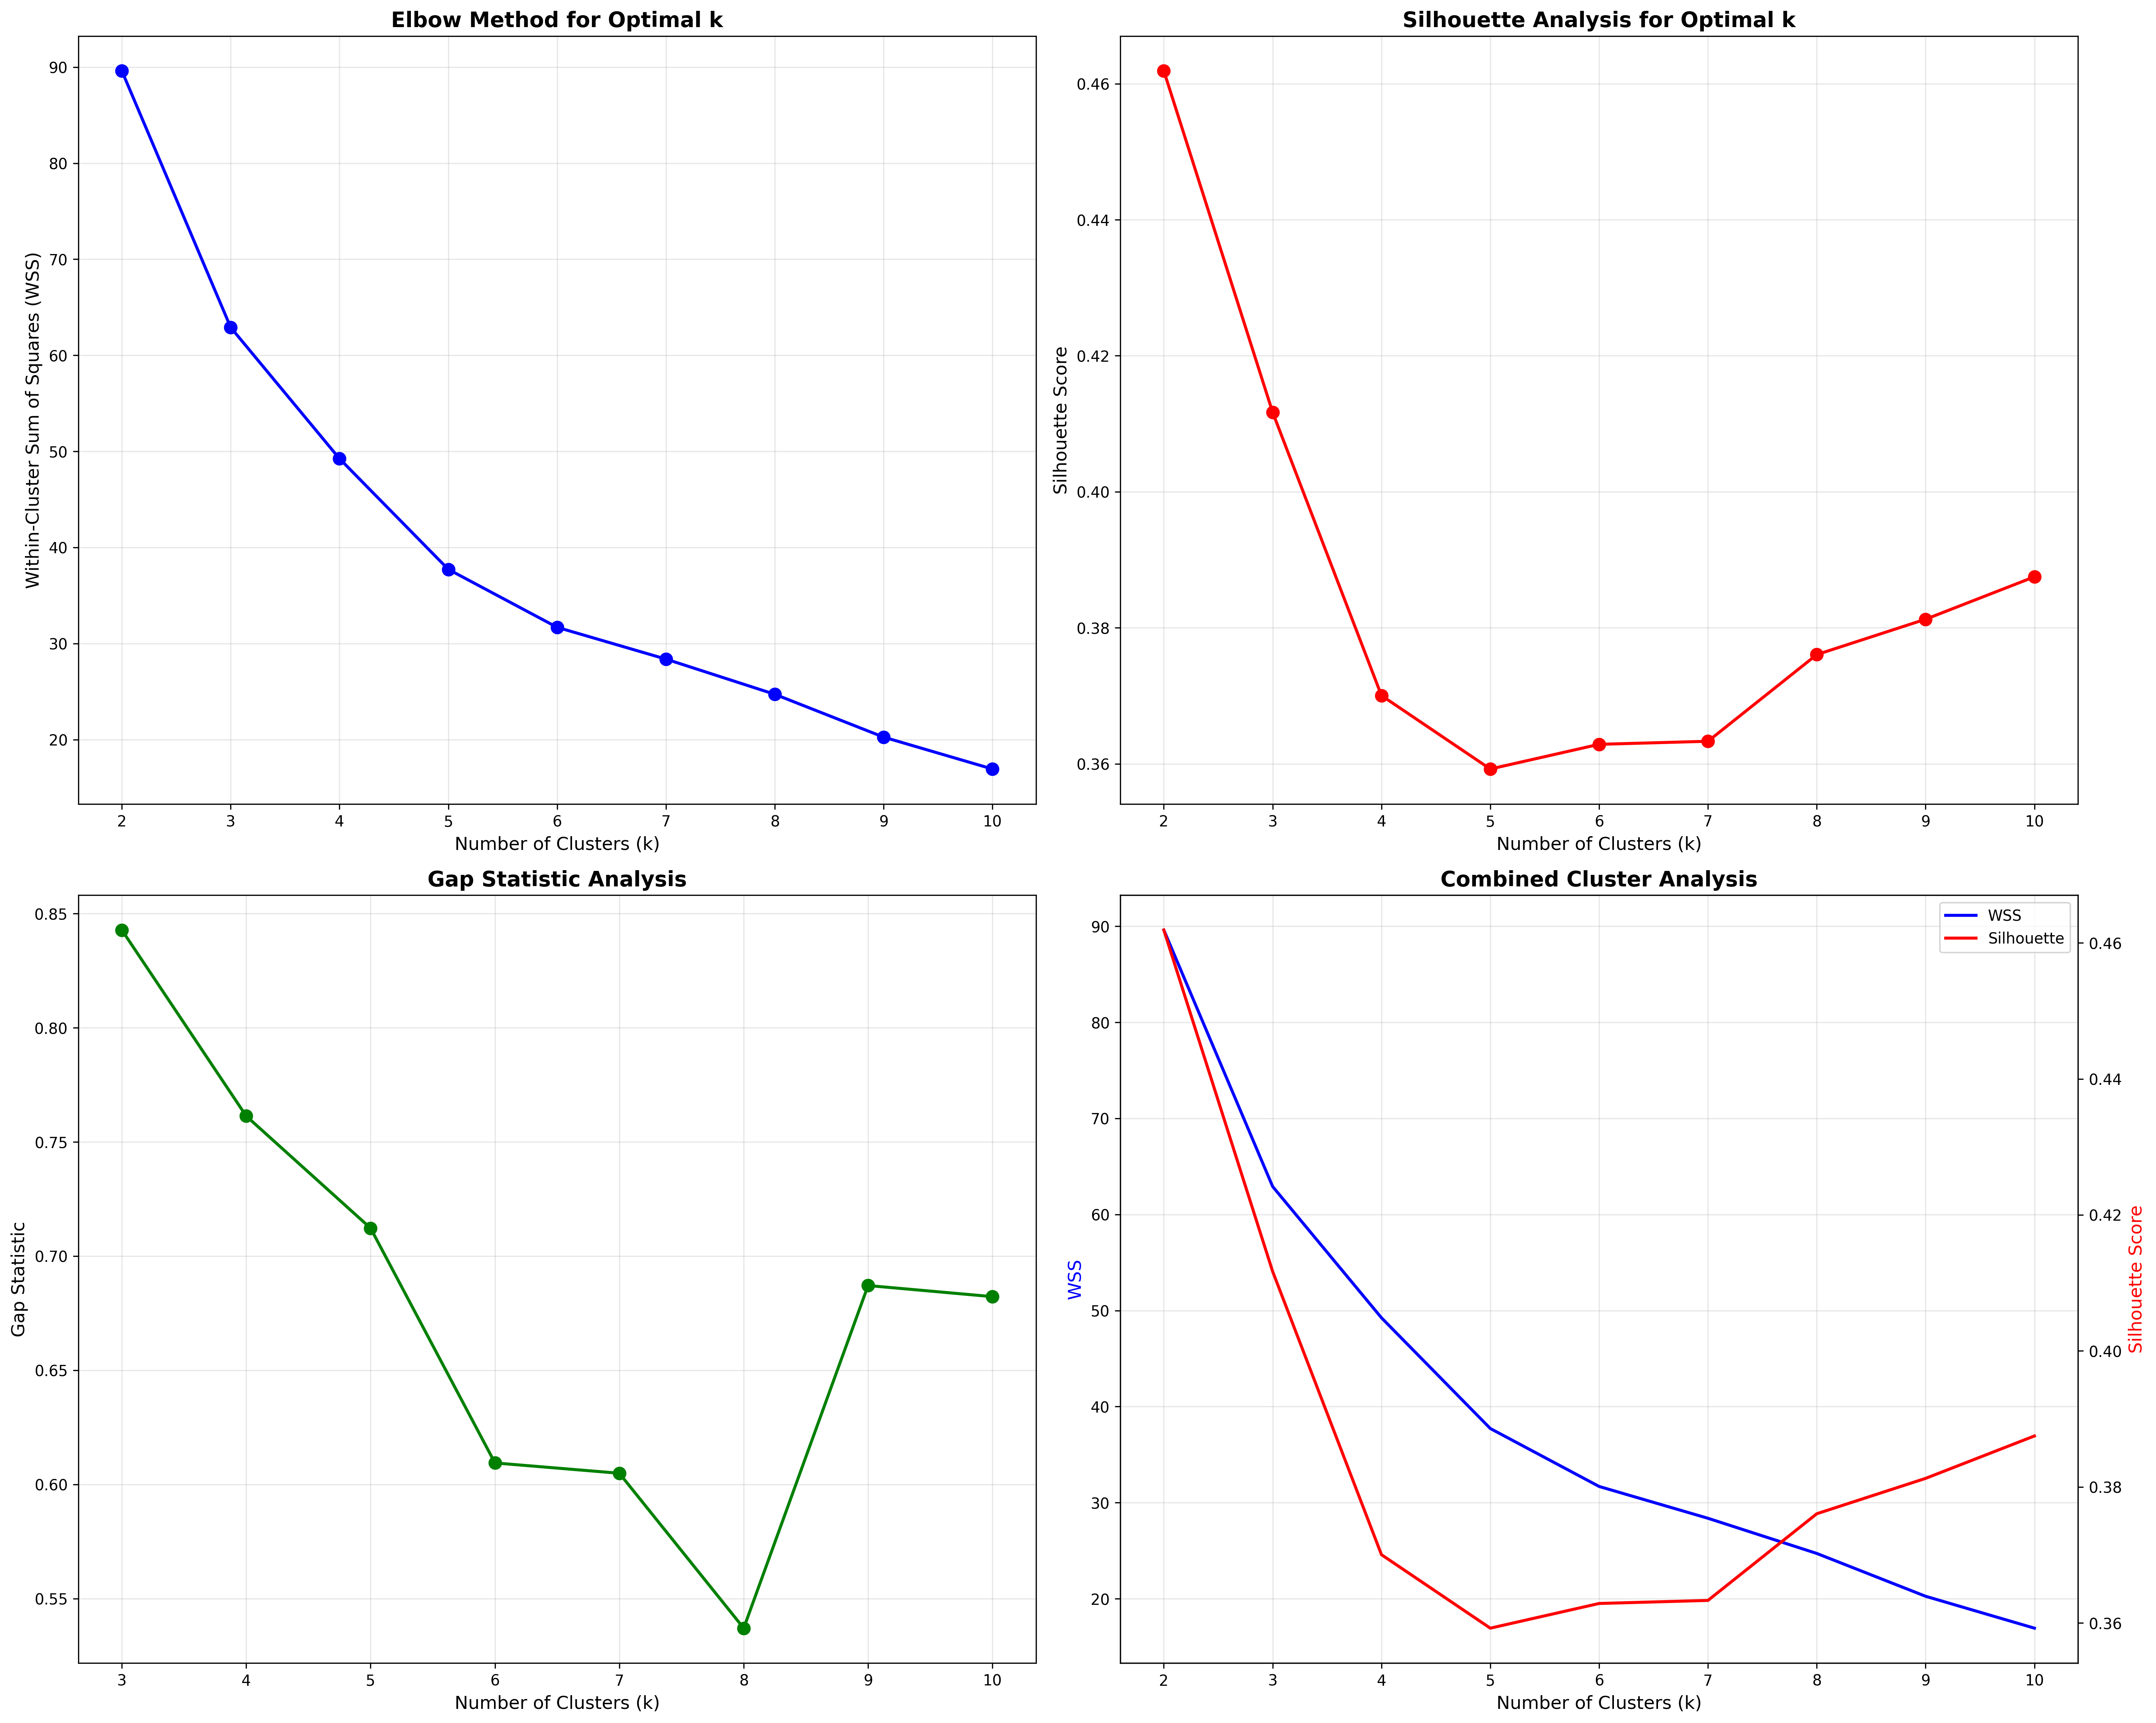 Elbow Method for Optimal k
Within-Cluster Sum of Squares (WSS)
90
80
70
60
50
40
30
20
2 3 4 5 6 7 8 9 10
Number of Clusters (k)
Silhouette Analysis for Optimal k
Silhouette Score
0.46
0.44
0.42
0.40
0.38
0.36
2 3 4 5 6 7 8 9 10
Number of Clusters (k)
Gap Statistic Analysis
Gap Statistic
0.85
0.80
0.75
0.70
0.65
0.60
0.55
3 4 5 6 7 8 9 10
Number of Clusters (k)
Combined Cluster Analysis
WSS
Silhouette
WSS
90
80
70
60
50
40
30
20
0.46
0.44
0.42
0.40
0.38
0.36
Silhouette Score
2 3 4 5 6 7 8 9 10
Number of Clusters (k)